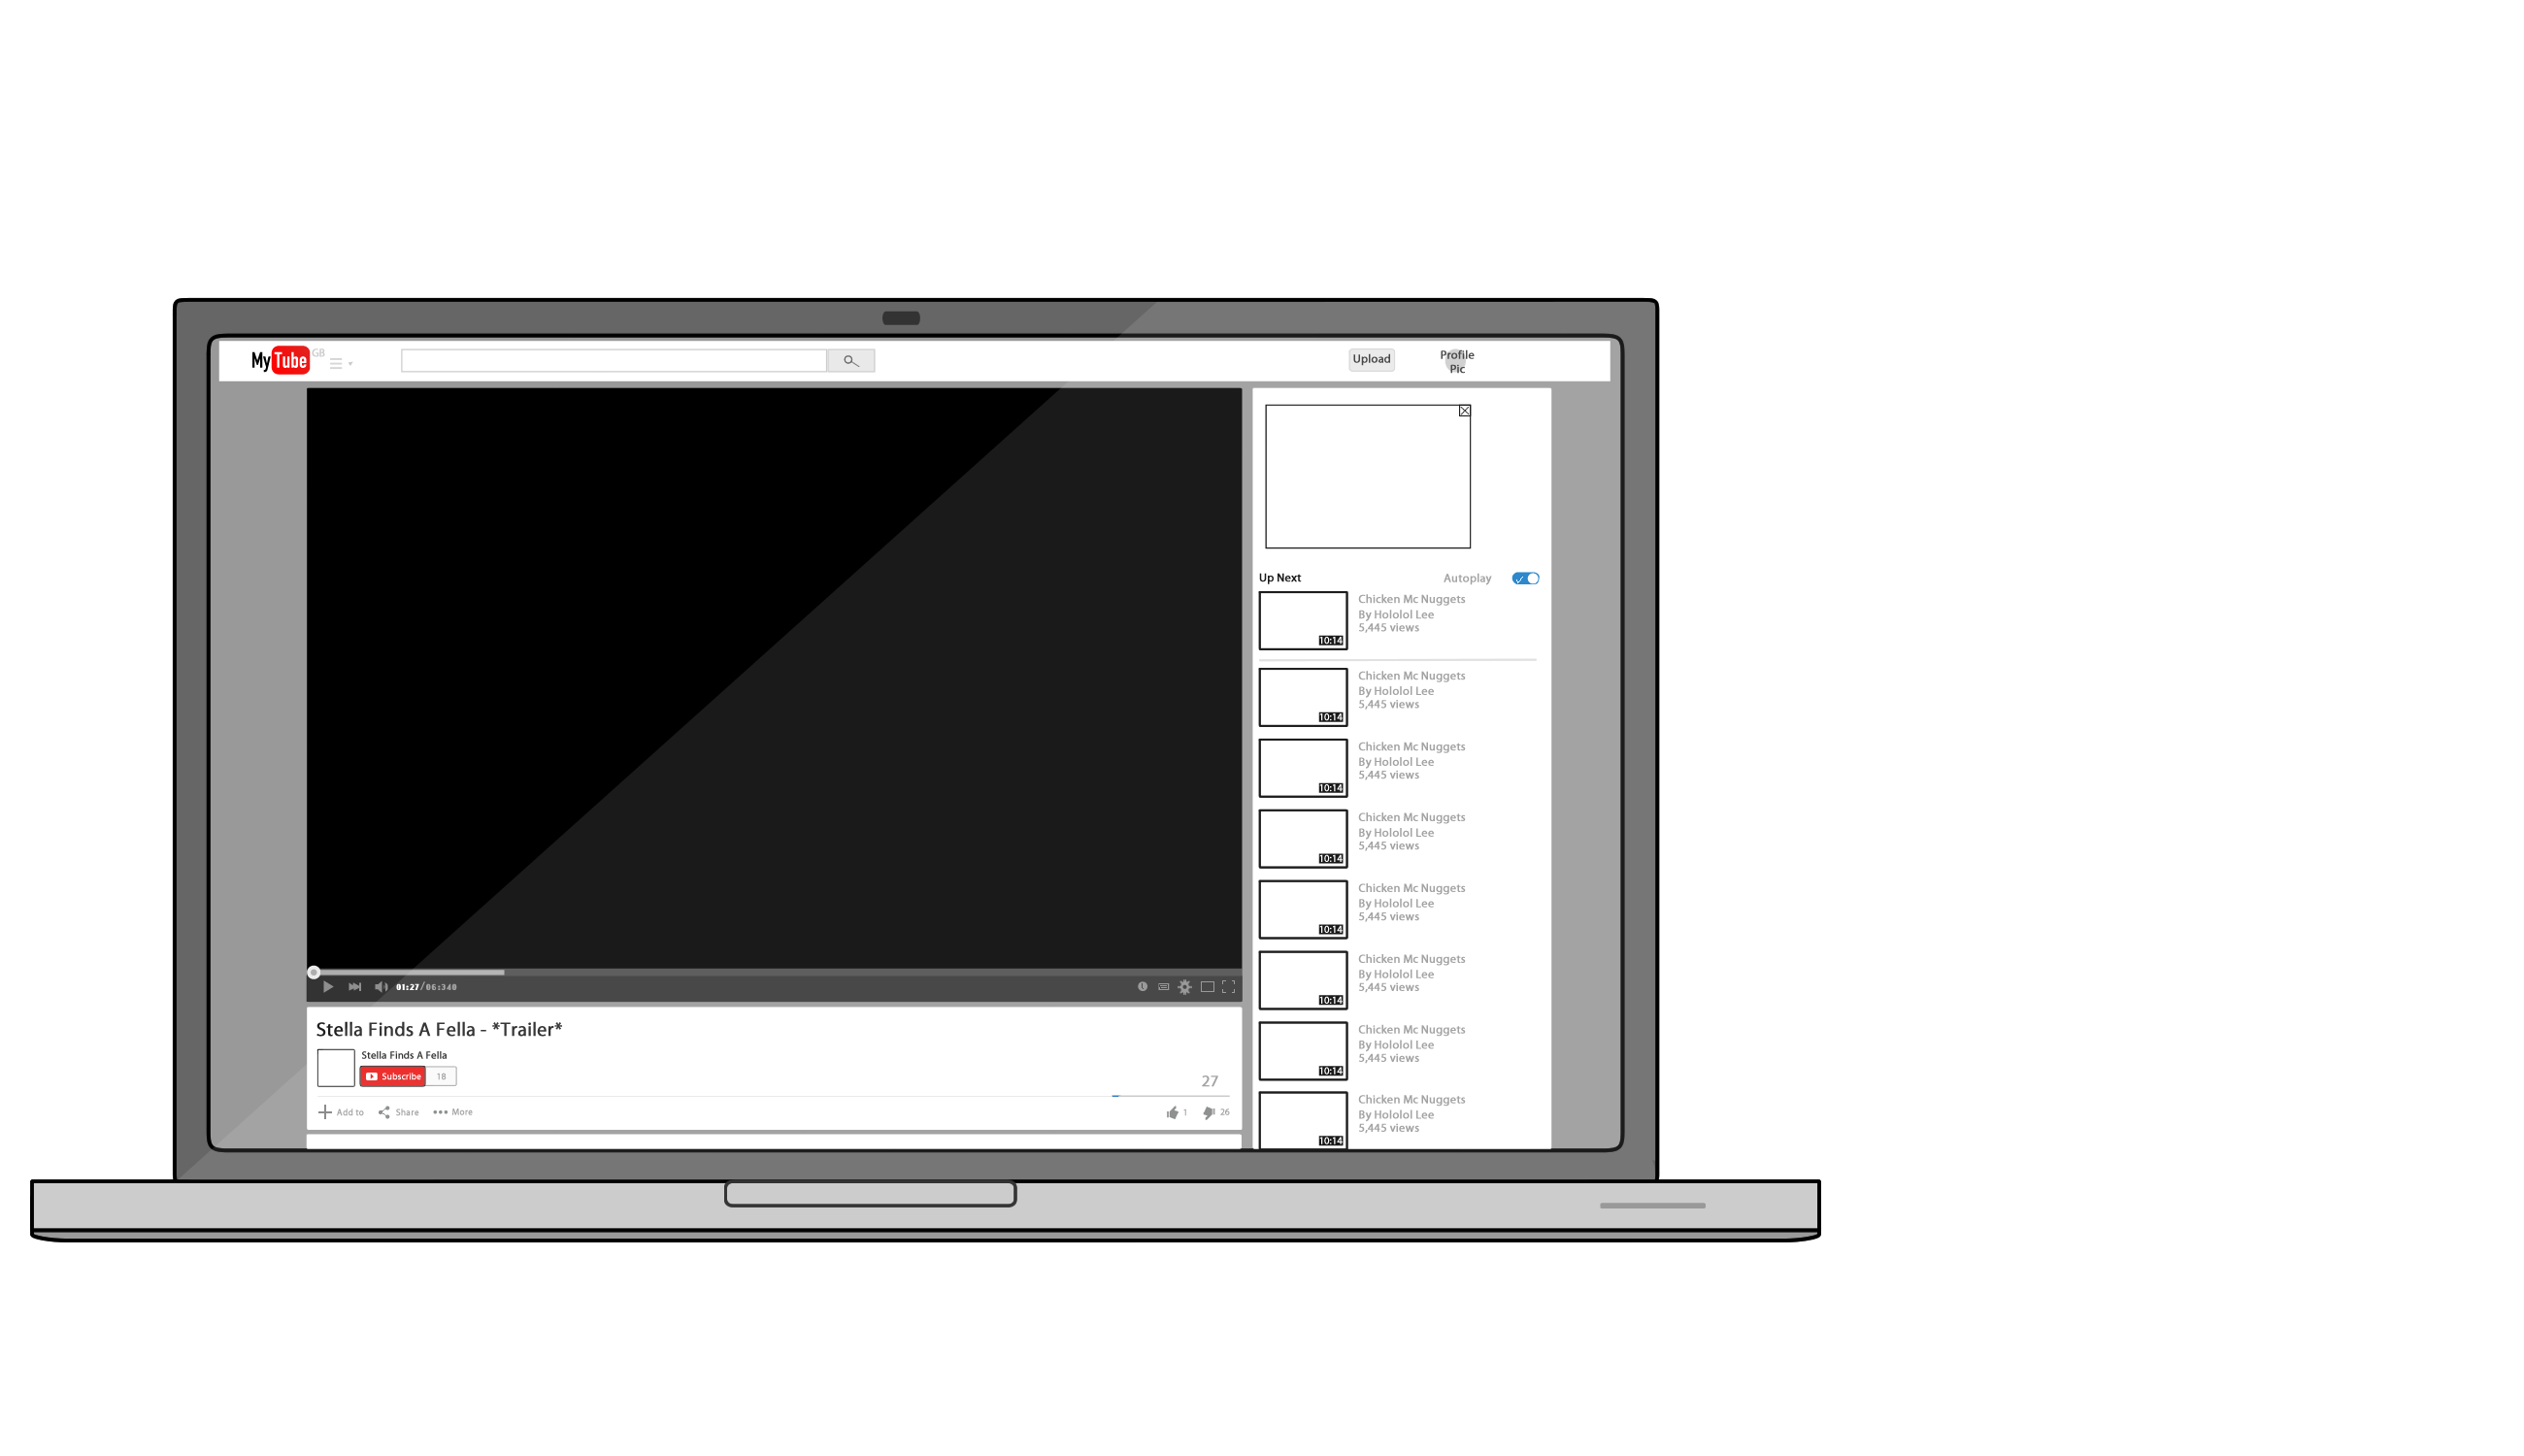 MyTube GB
Upload
Profile
Pic
01:27/06:340
Stella Finds A Fella - *Trailer*
Stella Finds A Fella
Subscribe 18
27
Add to Share More
1 26
Up Next Autoplay
Chicken Mc Nuggets
By Hololol Lee
5,445 views
10:14
Chicken Mc Nuggets
By Hololol Lee
5,445 views
10:14
Chicken Mc Nuggets
By Hololol Lee
5,445 views
10:14
Chicken Mc Nuggets
By Hololol Lee
5,445 views
10:14
Chicken Mc Nuggets
By Hololol Lee
5,445 views
10:14
Chicken Mc Nuggets
By Hololol Lee
5,445 views
10:14
Chicken Mc Nuggets
By Hololol Lee
5,445 views
10:14
Chicken Mc Nuggets
By Hololol Lee
5,445 views
10:14